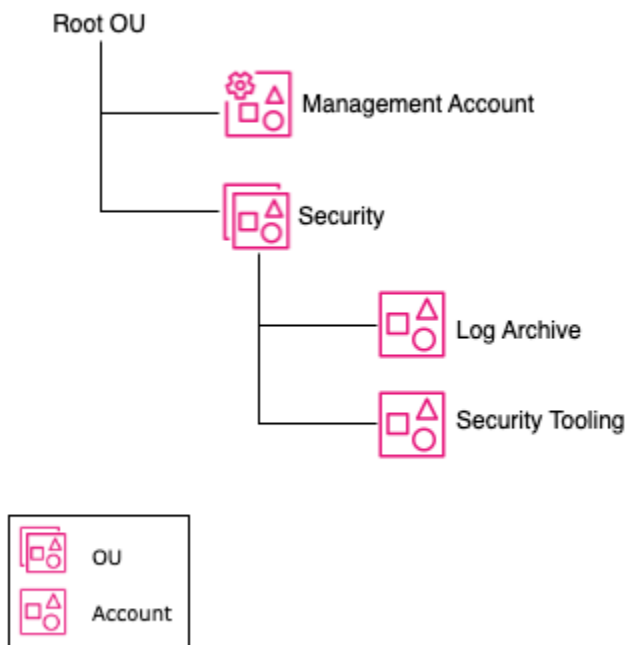 Root OU
Management Account
Security
Log Archive
Security Tooling
OU
Account